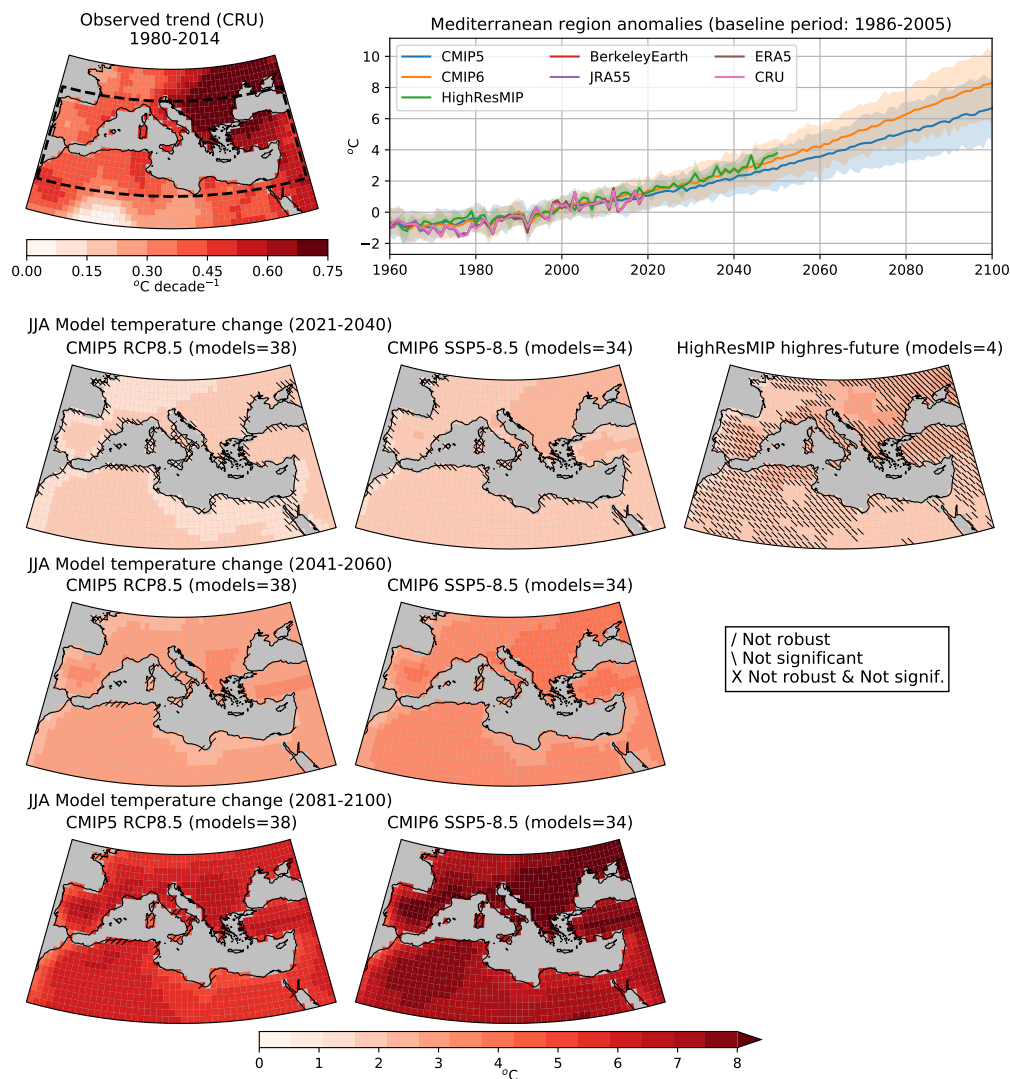 Observed trend (CRU)
1980-2014
0.00 0.15 0.30 0.45 0.60 0.75
°C decade⁻¹
Mediterranean region anomalies (baseline period: 1986-2005)
CMIP5
CMIP6
HighResMIP
BerkeleyEarth
JRA55
ERA5
CRU
°C
10
8
6
4
2
0
−2
1960 1980 2000 2020 2040 2060 2080 2100
JJA Model temperature change (2021-2040)
CMIP5 RCP8.5 (models=38)
CMIP6 SSP5-8.5 (models=34)
HighResMIP highres-future (models=4)
JJA Model temperature change (2041-2060)
CMIP5 RCP8.5 (models=38)
CMIP6 SSP5-8.5 (models=34)
/ Not robust
\ Not significant
X Not robust & Not signif.
JJA Model temperature change (2081-2100)
CMIP5 RCP8.5 (models=38)
CMIP6 SSP5-8.5 (models=34)
0 1 2 3 4 5 6 7 8
°C